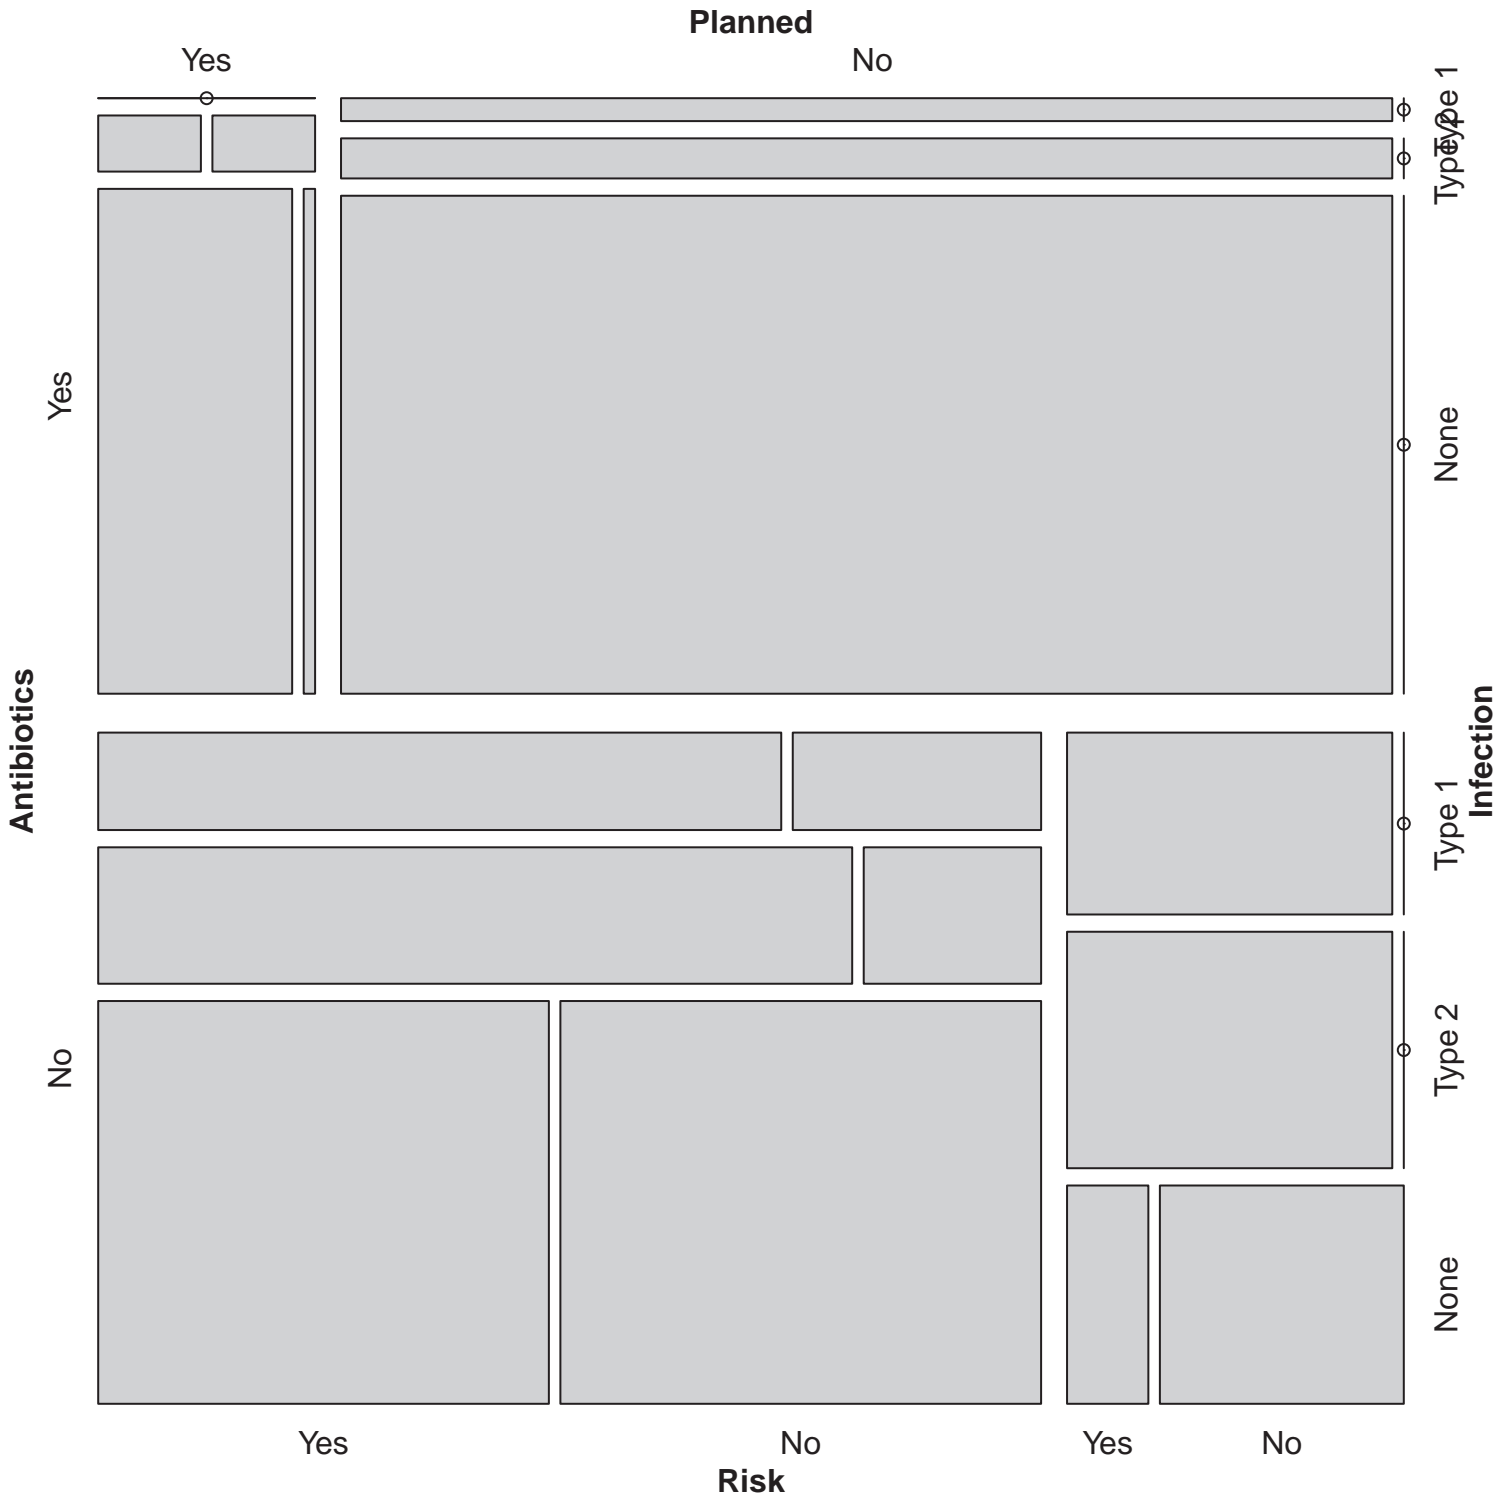 Planned
Yes
No
Type 1
Type 2
Yes
None
Antibiotics
Infection
Type 1
No
Type 2
None
Yes
No
Yes
No
Risk